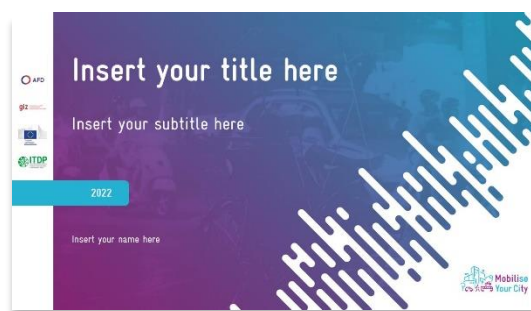 Insert your title here
Insert your subtitle here
AFD
giz
ITDP
2022
Insert your name here
Mobilise
Your City